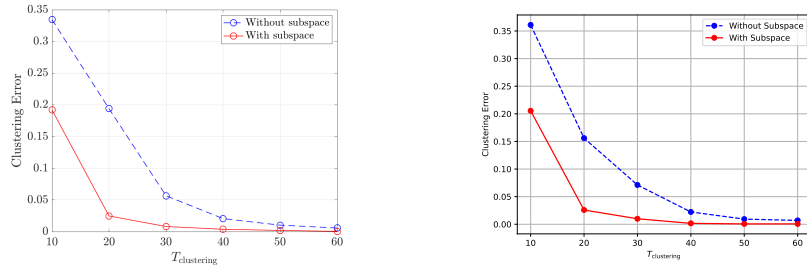 0.35
0.3
0.25
0.2
0.15
0.1
0.05
0
Clustering Error
Without subspace
With subspace
10 20 30 40 50 60
T_clustering
0.35
0.30
0.25
0.20
0.15
0.10
0.05
0.00
Clustering Error
Without Subspace
With Subspace
10 20 30 40 50 60
T_clustering